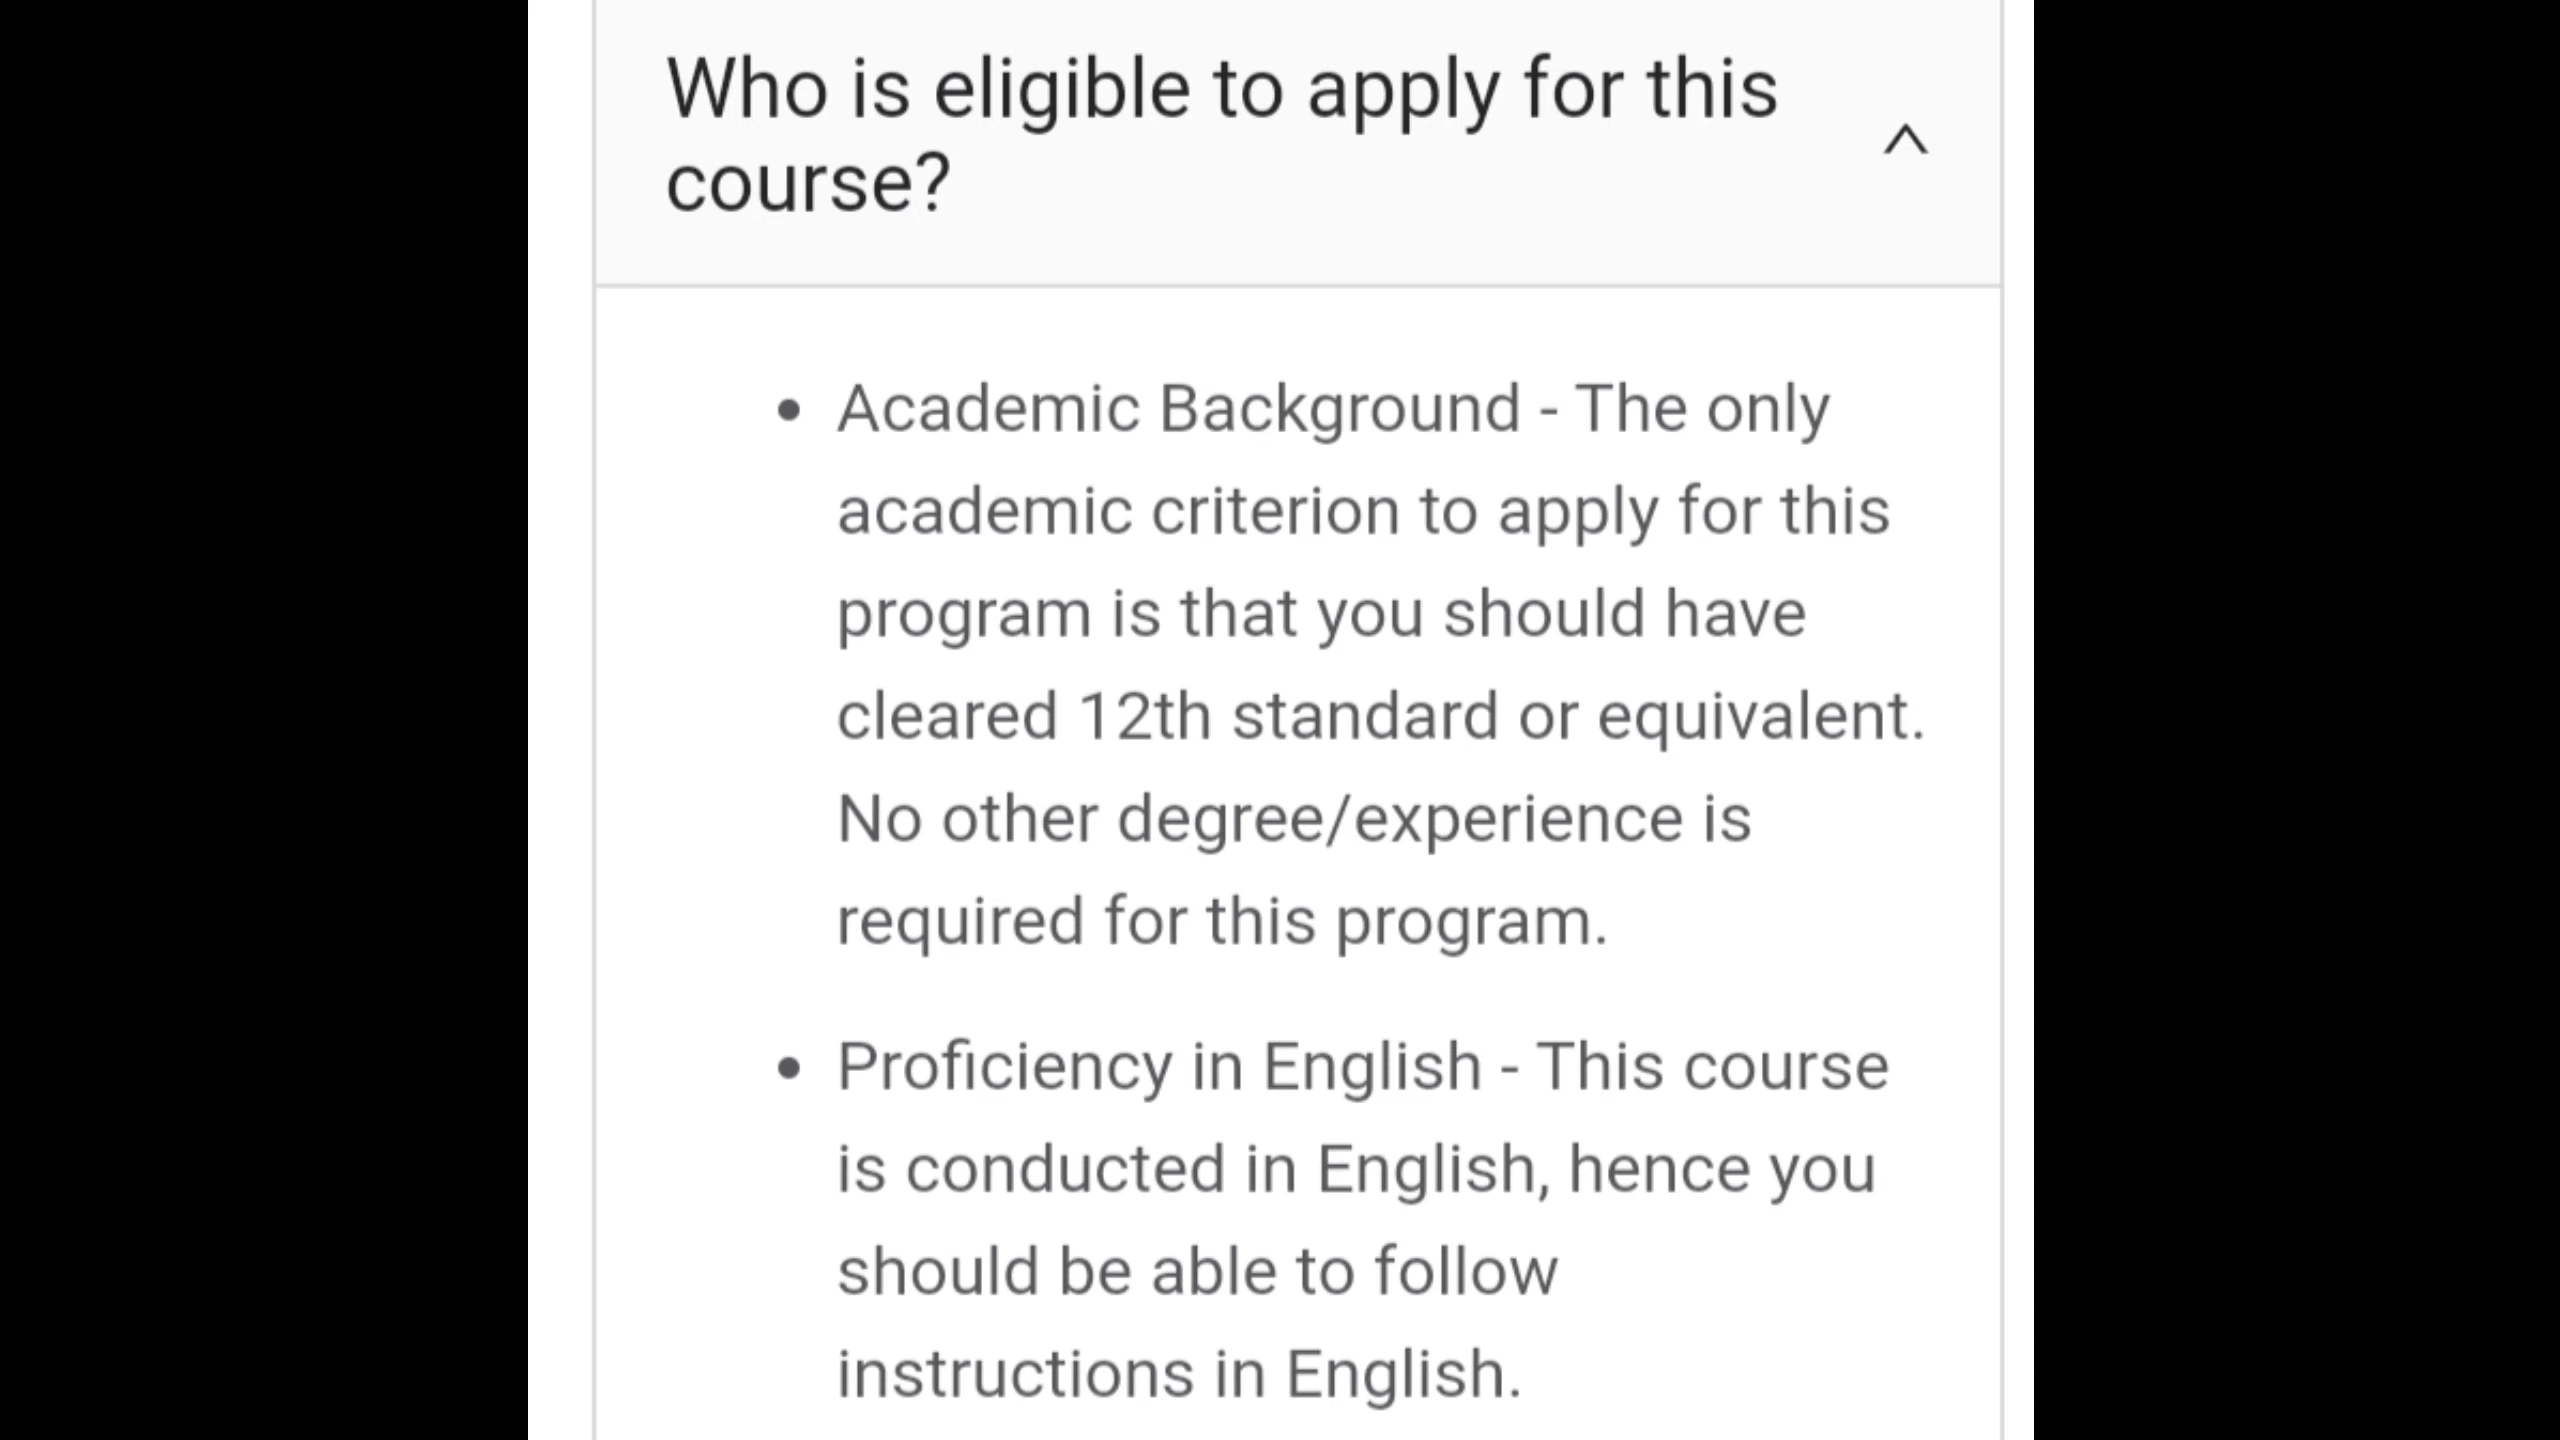 Who is eligible to apply for this
course?
• Academic Background - The only
academic criterion to apply for this
program is that you should have
cleared 12th standard or equivalent.
No other degree/experience is
required for this program.
• Proficiency in English - This course
is conducted in English, hence you
should be able to follow
instructions in English.